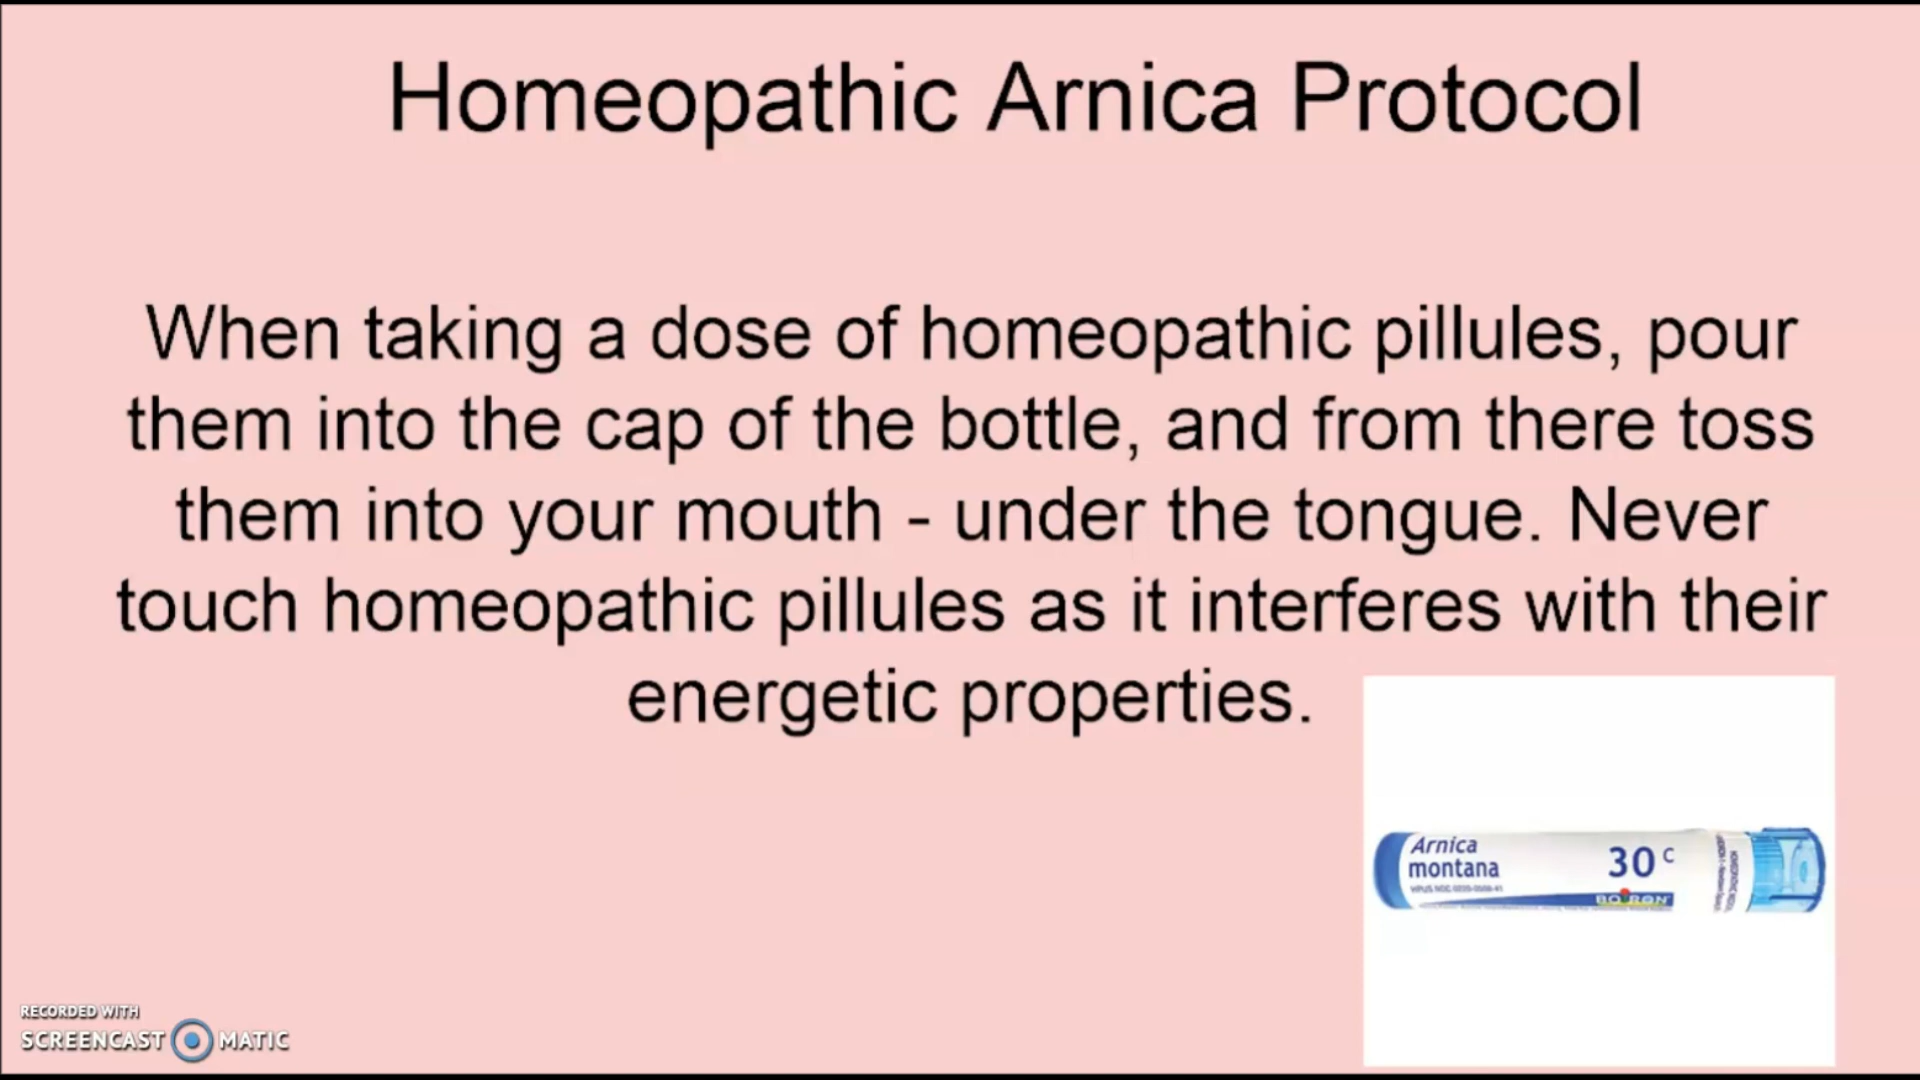 Homeopathic Arnica Protocol
When taking a dose of homeopathic pillules, pour
them into the cap of the bottle, and from there toss
them into your mouth - under the tongue. Never
touch homeopathic pillules as it interferes with their
energetic properties.
Arnica
montana
30 C
BOIRON
RECORDED WITH
SCREENCAST MATIC